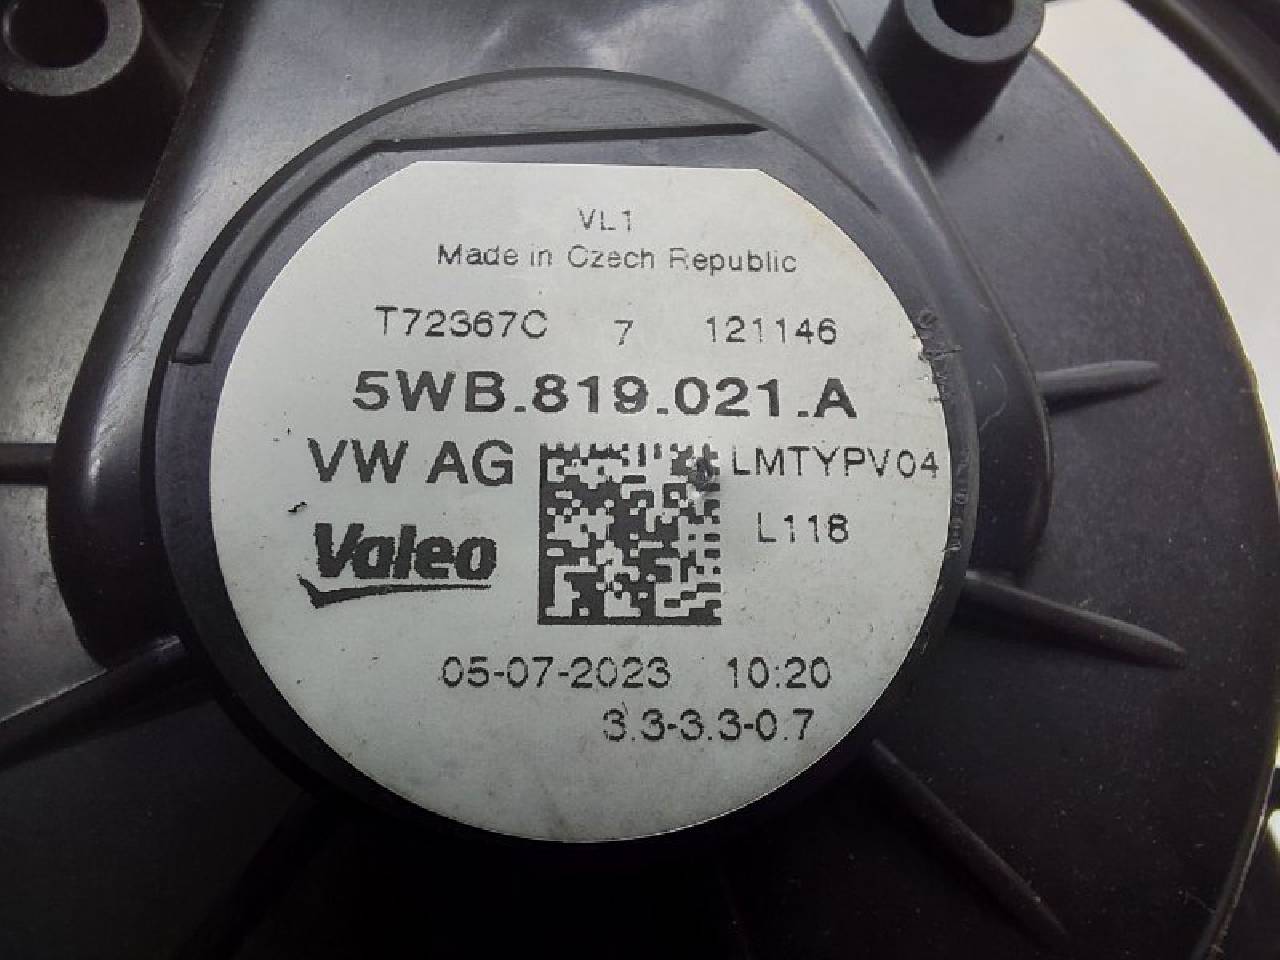 VL1
Made in Czech Republic
T72367C 7 121146
5WB.819.021.A
VW AG LMTYPV04
Valeo L118
05-07-2023 10:20
3.3-3.3-0.7